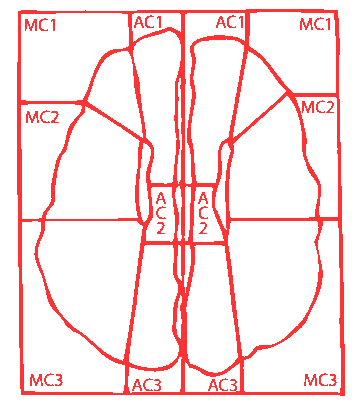 MC1 AC1 AC1 MC1
MC2 MC2
A A
C C
2 2
MC3 AC3 AC3 MC3